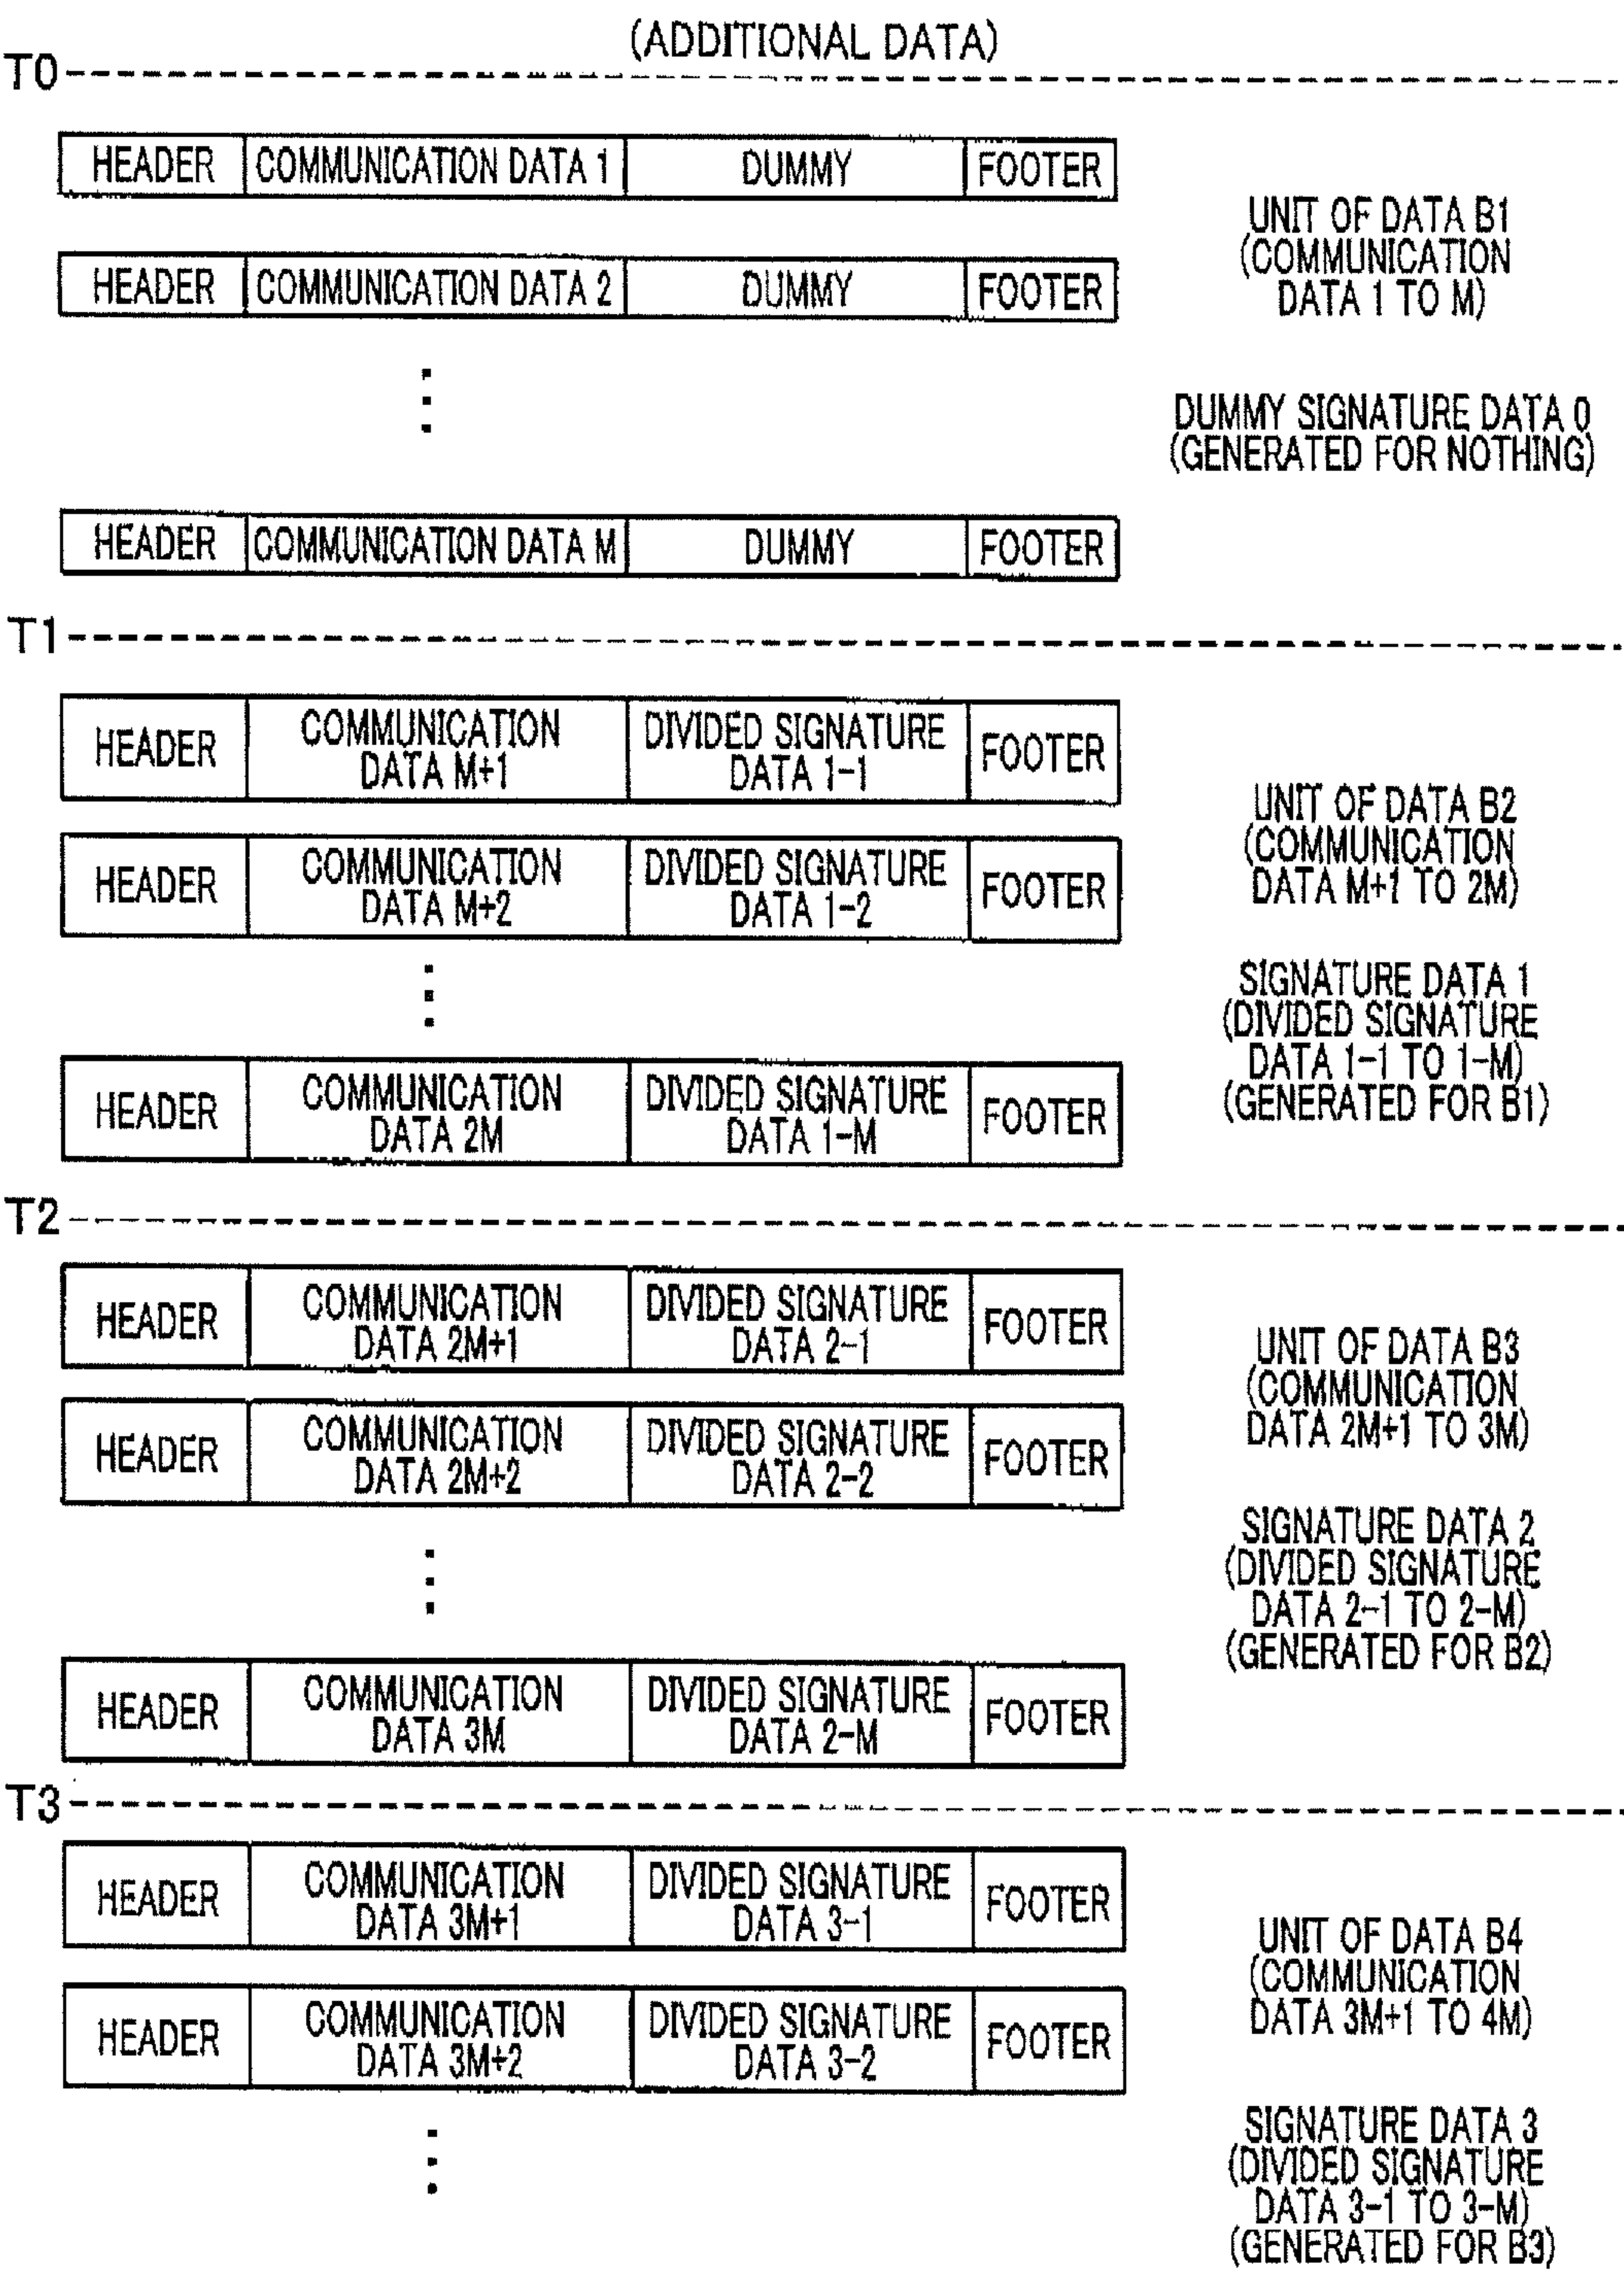 (ADDITIONAL DATA)
T0
HEADER COMMUNICATION DATA 1 DUMMY FOOTER
HEADER COMMUNICATION DATA 2 DUMMY FOOTER
HEADER COMMUNICATION DATA M DUMMY FOOTER
UNIT OF DATA B1
(COMMUNICATION
DATA 1 TO M)
DUMMY SIGNATURE DATA 0
(GENERATED FOR NOTHING)
T1
HEADER COMMUNICATION DATA M+1 DIVIDED SIGNATURE DATA 1-1 FOOTER
HEADER COMMUNICATION DATA M+2 DIVIDED SIGNATURE DATA 1-2 FOOTER
HEADER COMMUNICATION DATA 2M DIVIDED SIGNATURE DATA 1-M FOOTER
UNIT OF DATA B2
(COMMUNICATION
DATA M+1 TO 2M)
SIGNATURE DATA 1
(DIVIDED SIGNATURE
DATA 1-1 TO 1-M)
(GENERATED FOR B1)
T2
HEADER COMMUNICATION DATA 2M+1 DIVIDED SIGNATURE DATA 2-1 FOOTER
HEADER COMMUNICATION DATA 2M+2 DIVIDED SIGNATURE DATA 2-2 FOOTER
HEADER COMMUNICATION DATA 3M DIVIDED SIGNATURE DATA 2-M FOOTER
UNIT OF DATA B3
(COMMUNICATION
DATA 2M+1 TO 3M)
SIGNATURE DATA 2
(DIVIDED SIGNATURE
DATA 2-1 TO 2-M)
(GENERATED FOR B2)
T3
HEADER COMMUNICATION DATA 3M+1 DIVIDED SIGNATURE DATA 3-1 FOOTER
HEADER COMMUNICATION DATA 3M+2 DIVIDED SIGNATURE DATA 3-2 FOOTER
UNIT OF DATA B4
(COMMUNICATION
DATA 3M+1 TO 4M)
SIGNATURE DATA 3
(DIVIDED SIGNATURE
DATA 3-1 TO 3-M)
(GENERATED FOR B3)